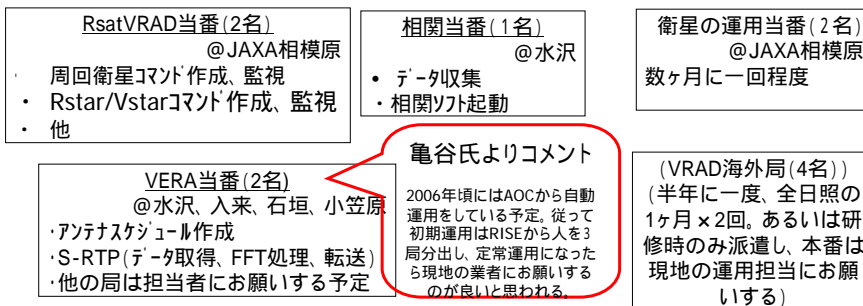 RsatVRAD当番(2名)
@JAXA相模原
・ 周回衛星コマンド作成、監視
・ Rstar/Vstarコマンド作成、監視
・ 他
相関当番(1名)
@水沢
• データ収集
・相関ソフト起動
衛星の運用当番(2名)
@JAXA相模原
数ヶ月に一回程度
VERA当番(2名)
@水沢、入来、石垣、小笠原
・アンテナスケジュール作成
・S-RTP(データ取得、FFT処理、転送)
・他の局は担当者にお願いする予定
亀谷氏よりコメント
2006年頃にはAOCから自動
運用をしている予定。従って
初期運用はRISEから人を3
局分出し、定常運用になった
ら現地の業者にお願いする
のが良いと思われる。
(VRAD海外局(4名))
(半年に一度、全日照の
1ヶ月×2回。あるいは研
修時のみ派遣し、本番は
現地の運用担当にお願
いする)